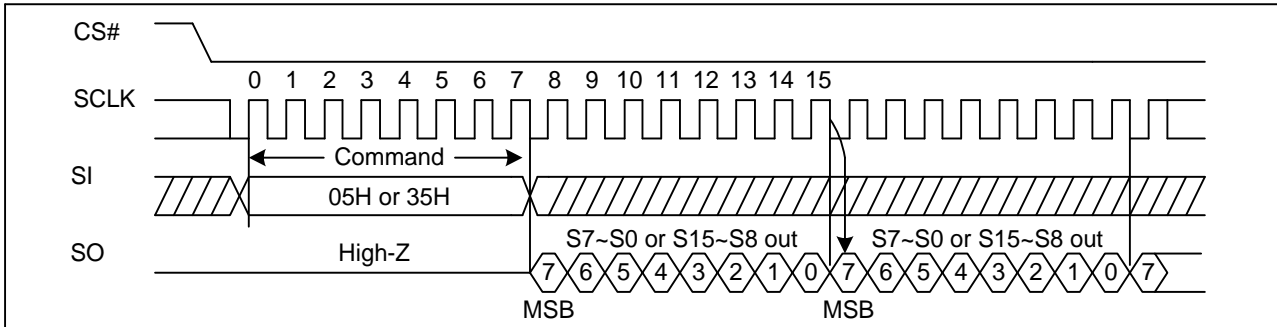 CS#
0 1 2 3 4 5 6 7 8 9 10 11 12 13 14 15
SCLK
Command
SI
05H or 35H
S7~S0 or S15~S8 out S7~S0 or S15~S8 out
SO High-Z
7 6 5 4 3 2 1 0 7 6 5 4 3 2 1 0 7
MSB MSB